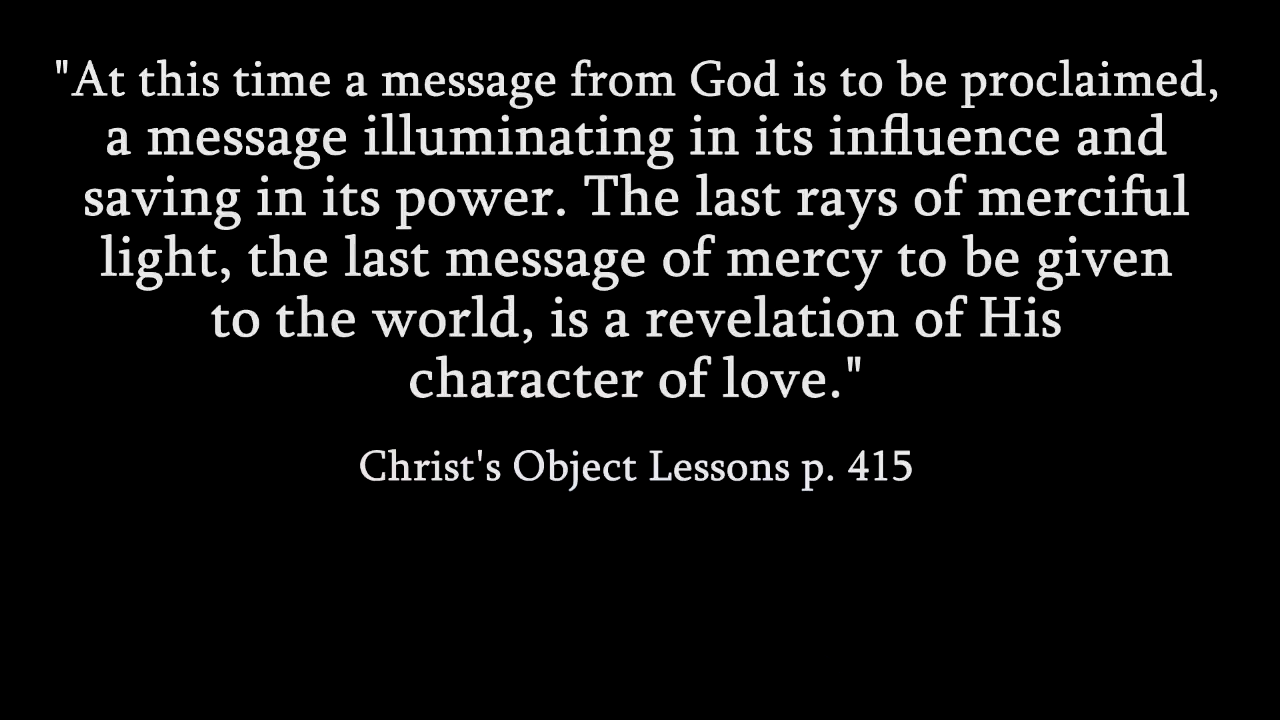 "At this time a message from God is to be proclaimed,
a message illuminating in its influence and
saving in its power. The last rays of merciful
light, the last message of mercy to be given
to the world, is a revelation of His
character of love."
Christ's Object Lessons p. 415